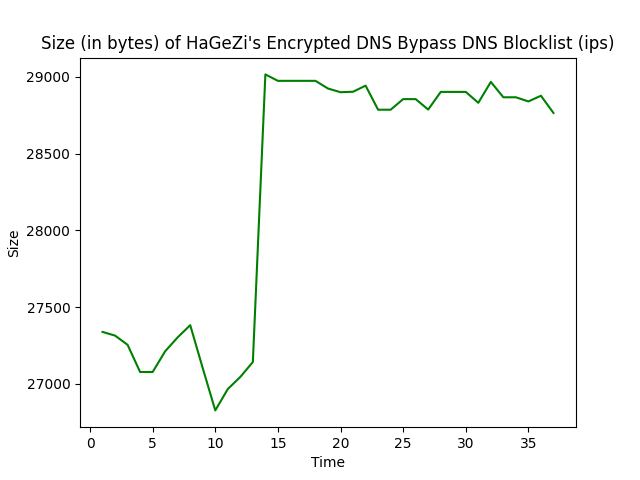 Size (in bytes) of HaGeZi's Encrypted DNS Bypass DNS Blocklist (ips)
29000
28500
28000
27500
27000
Size
0 5 10 15 20 25 30 35
Time